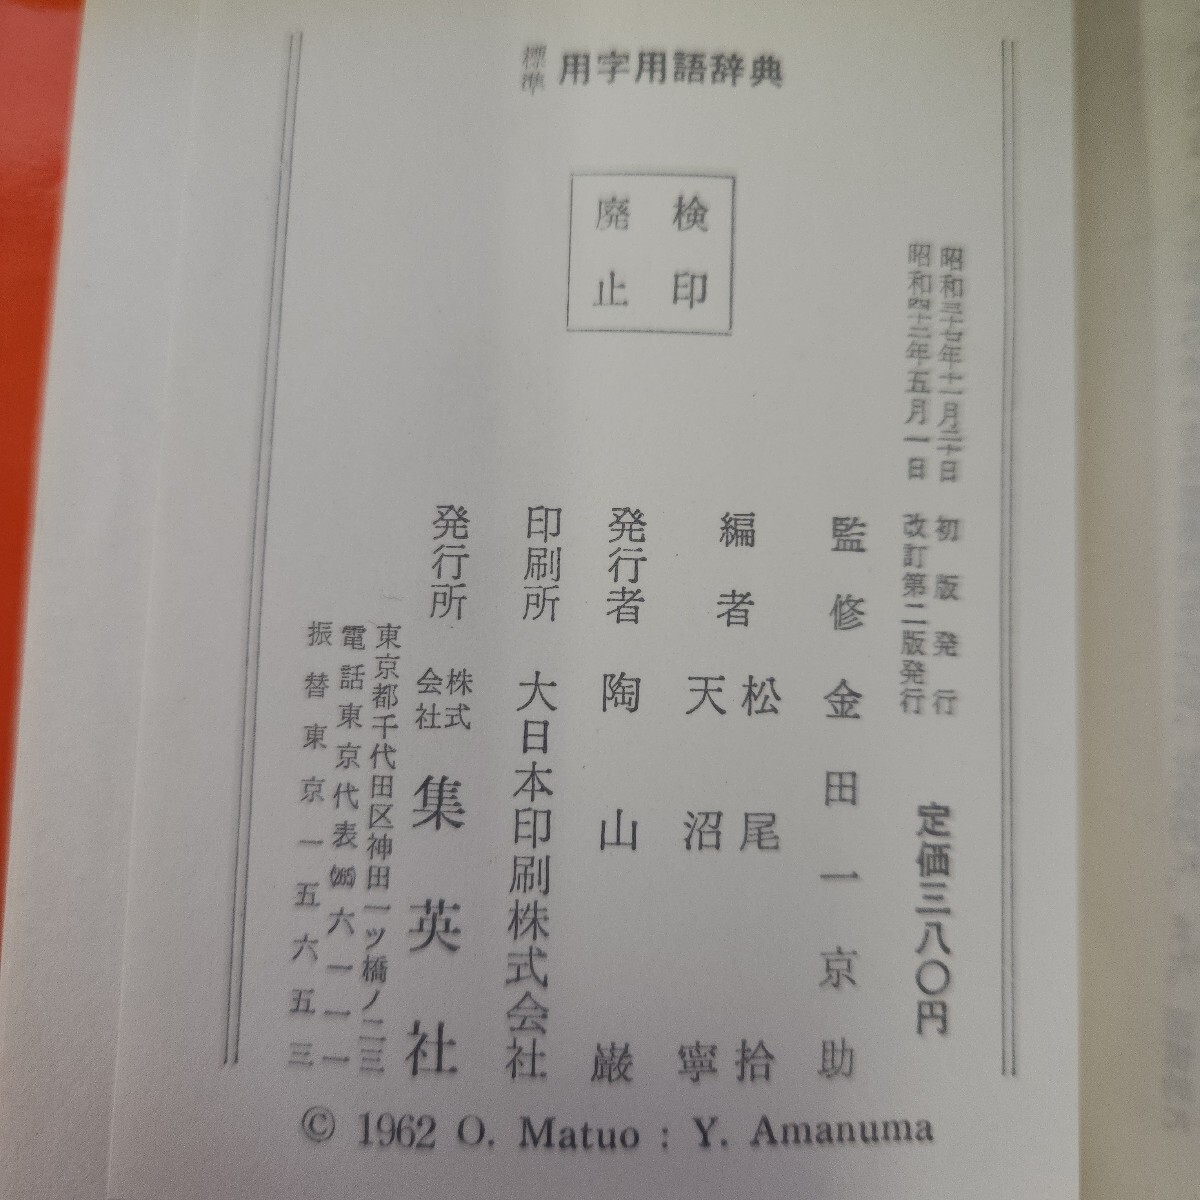 標準 用字用語辞典
検印
廃止
昭和三十七年十一月三十日 初版発行
昭和四十二年五月一日 改訂第二版発行
定価三八〇円
監修 金田一京助
編者 松尾拾
天沼寧
発行者 陶山巌
印刷所 大日本印刷株式会社
発行所 株式会社 集英社
東京都千代田区神田一ツ橋ノ二三
電話東京代表(265)六一一一
振替東京一五六五三
© 1962 O. Matuo : Y. Amanuma